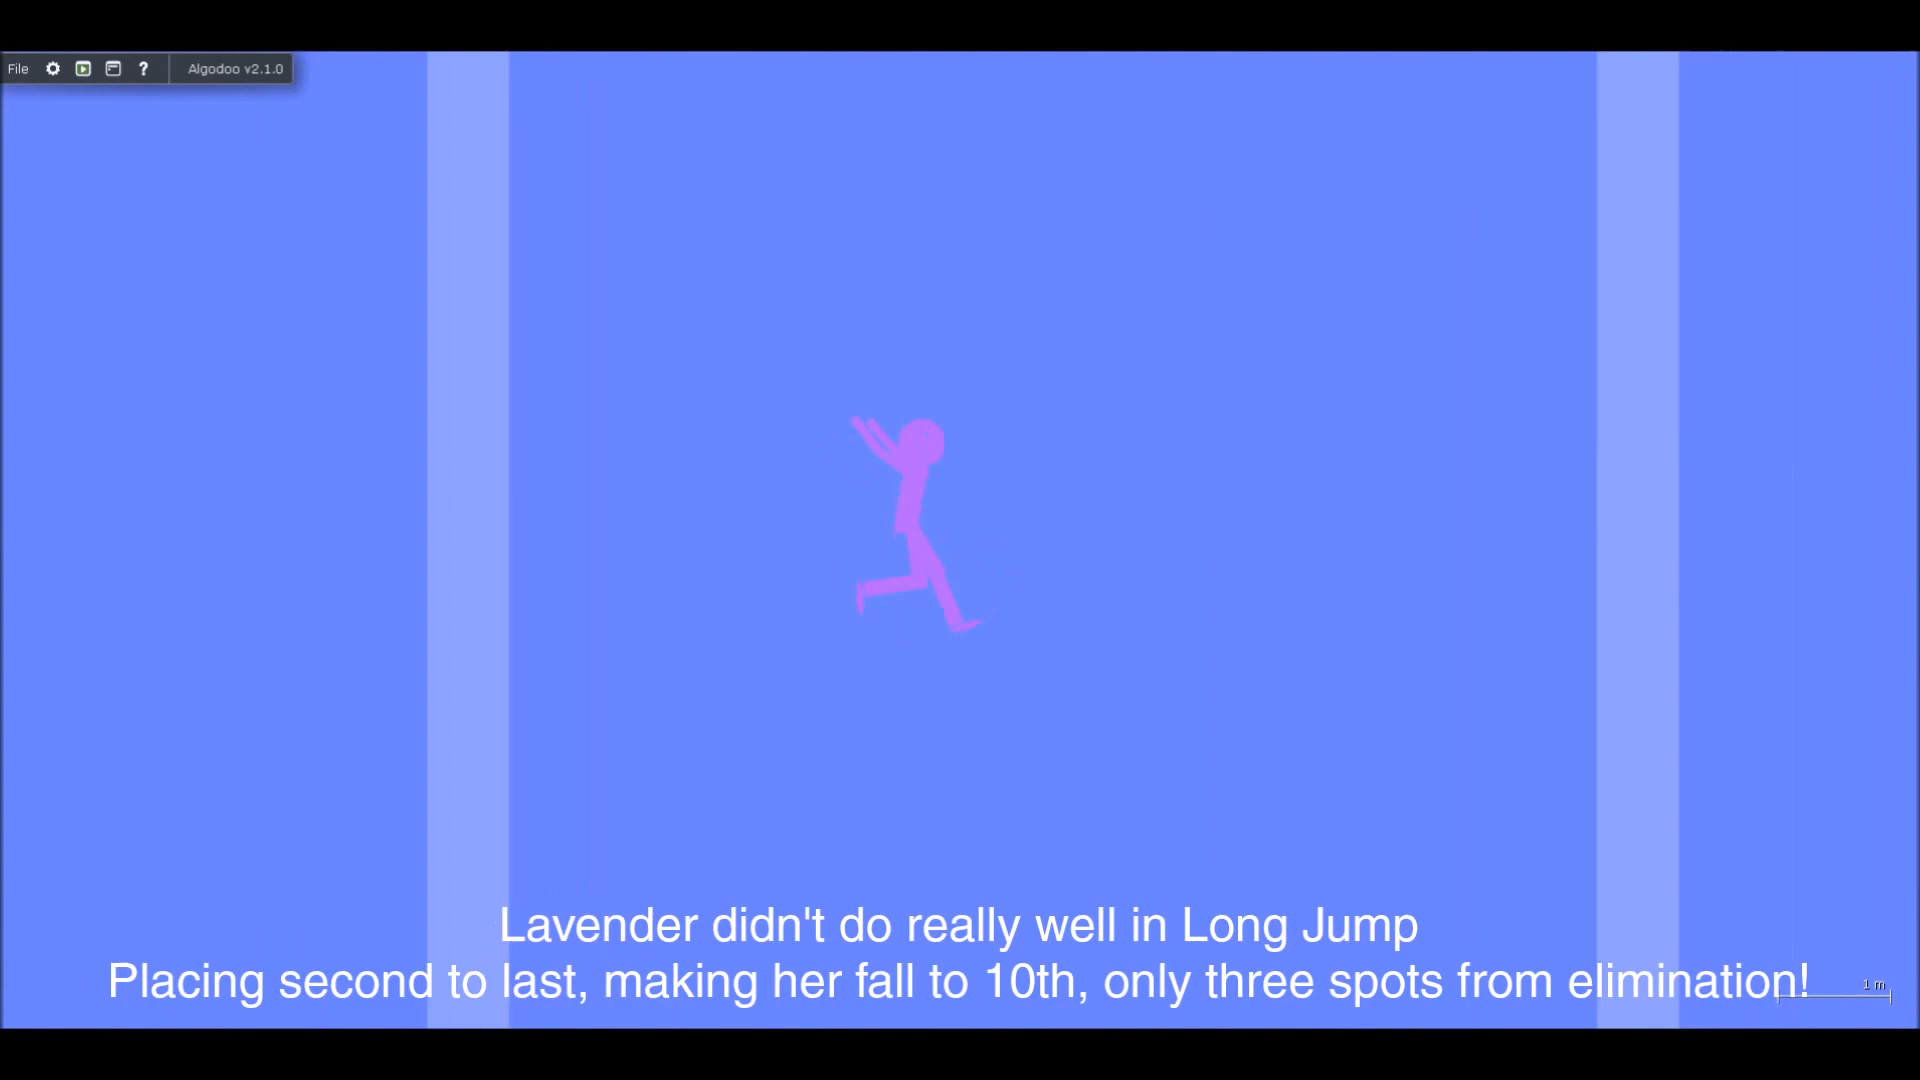 File ? Algodoo v2.1.0
Lavender didn't do really well in Long Jump
Placing second to last, making her fall to 10th, only three spots from elimination!
1 m